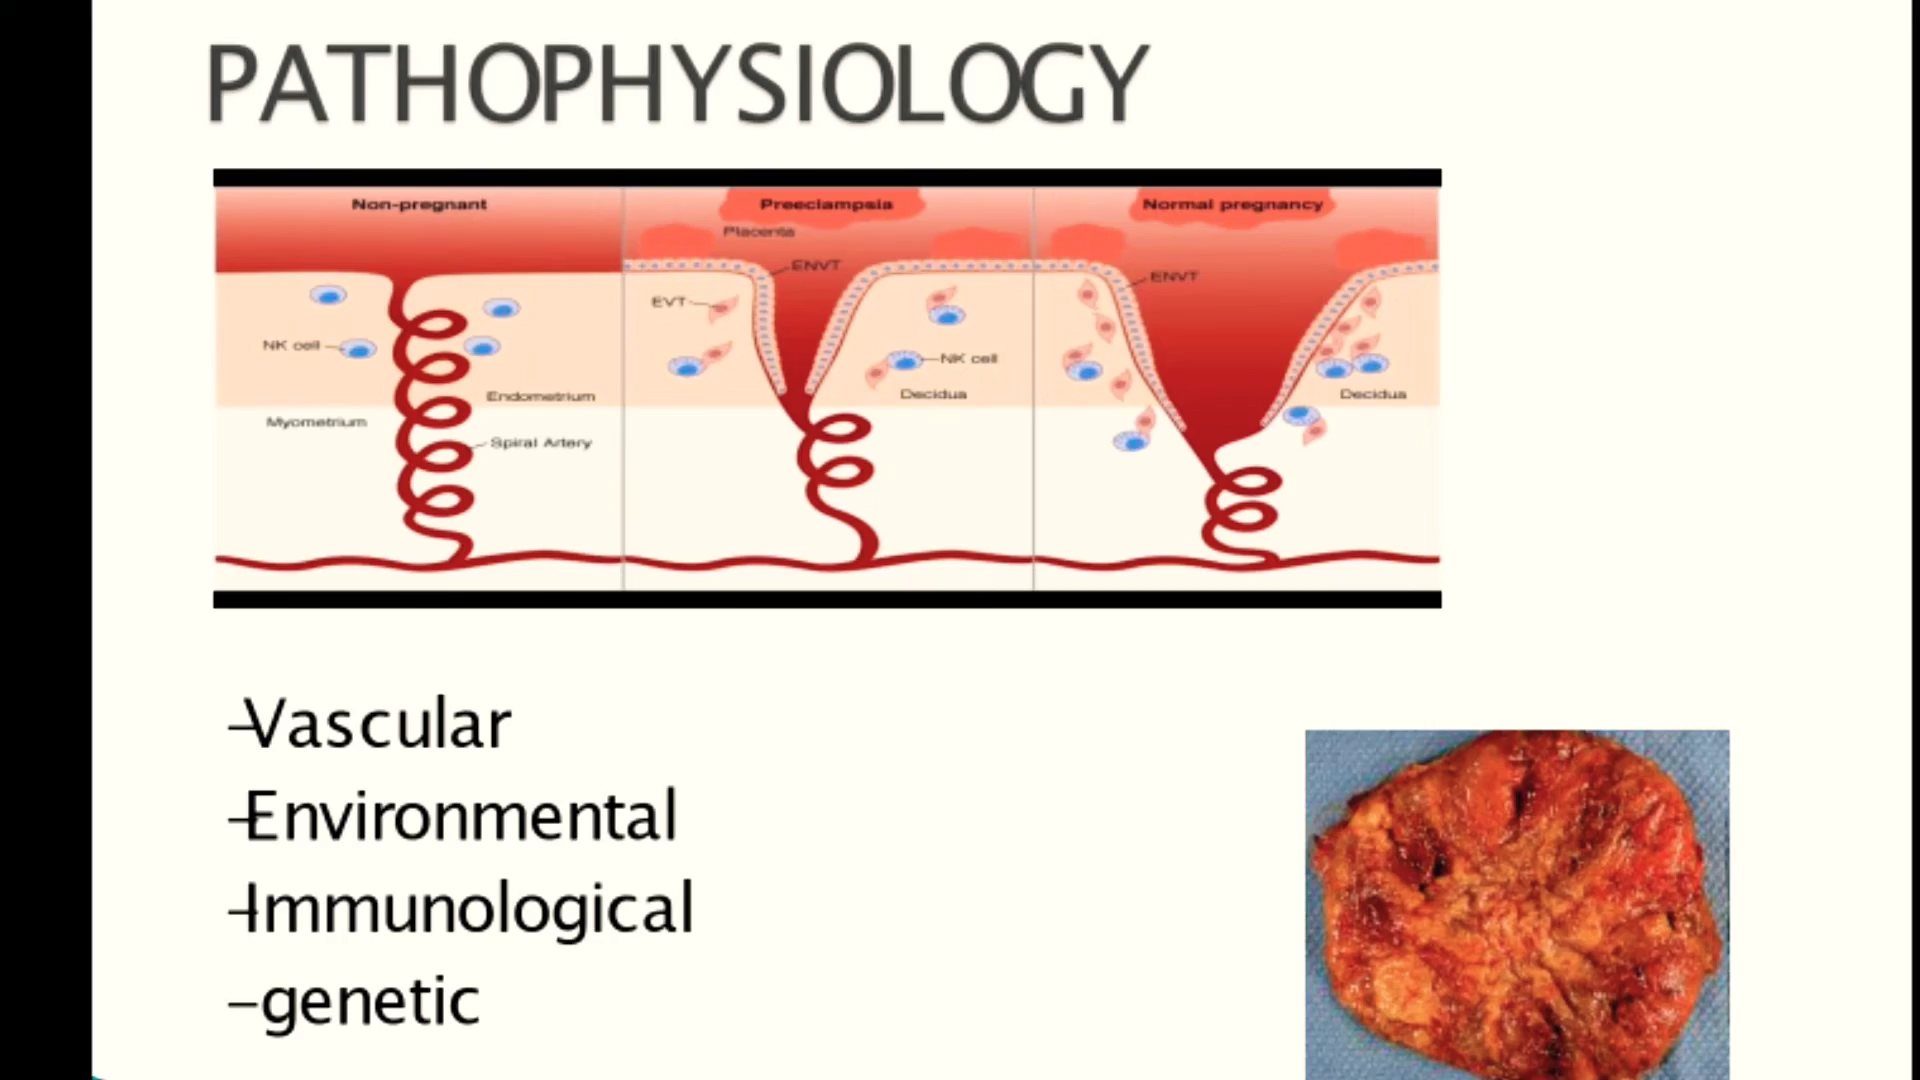 PATHOPHYSIOLOGY
Non-pregnant
Preeclampsia
Normal pregnancy
Placenta
ENVT
ENVT
EVT
NK cell
NK cell
Endometrium
Decidua
Decidua
Myometrium
Spiral Artery
-Vascular
-Environmental
-Immunological
-genetic